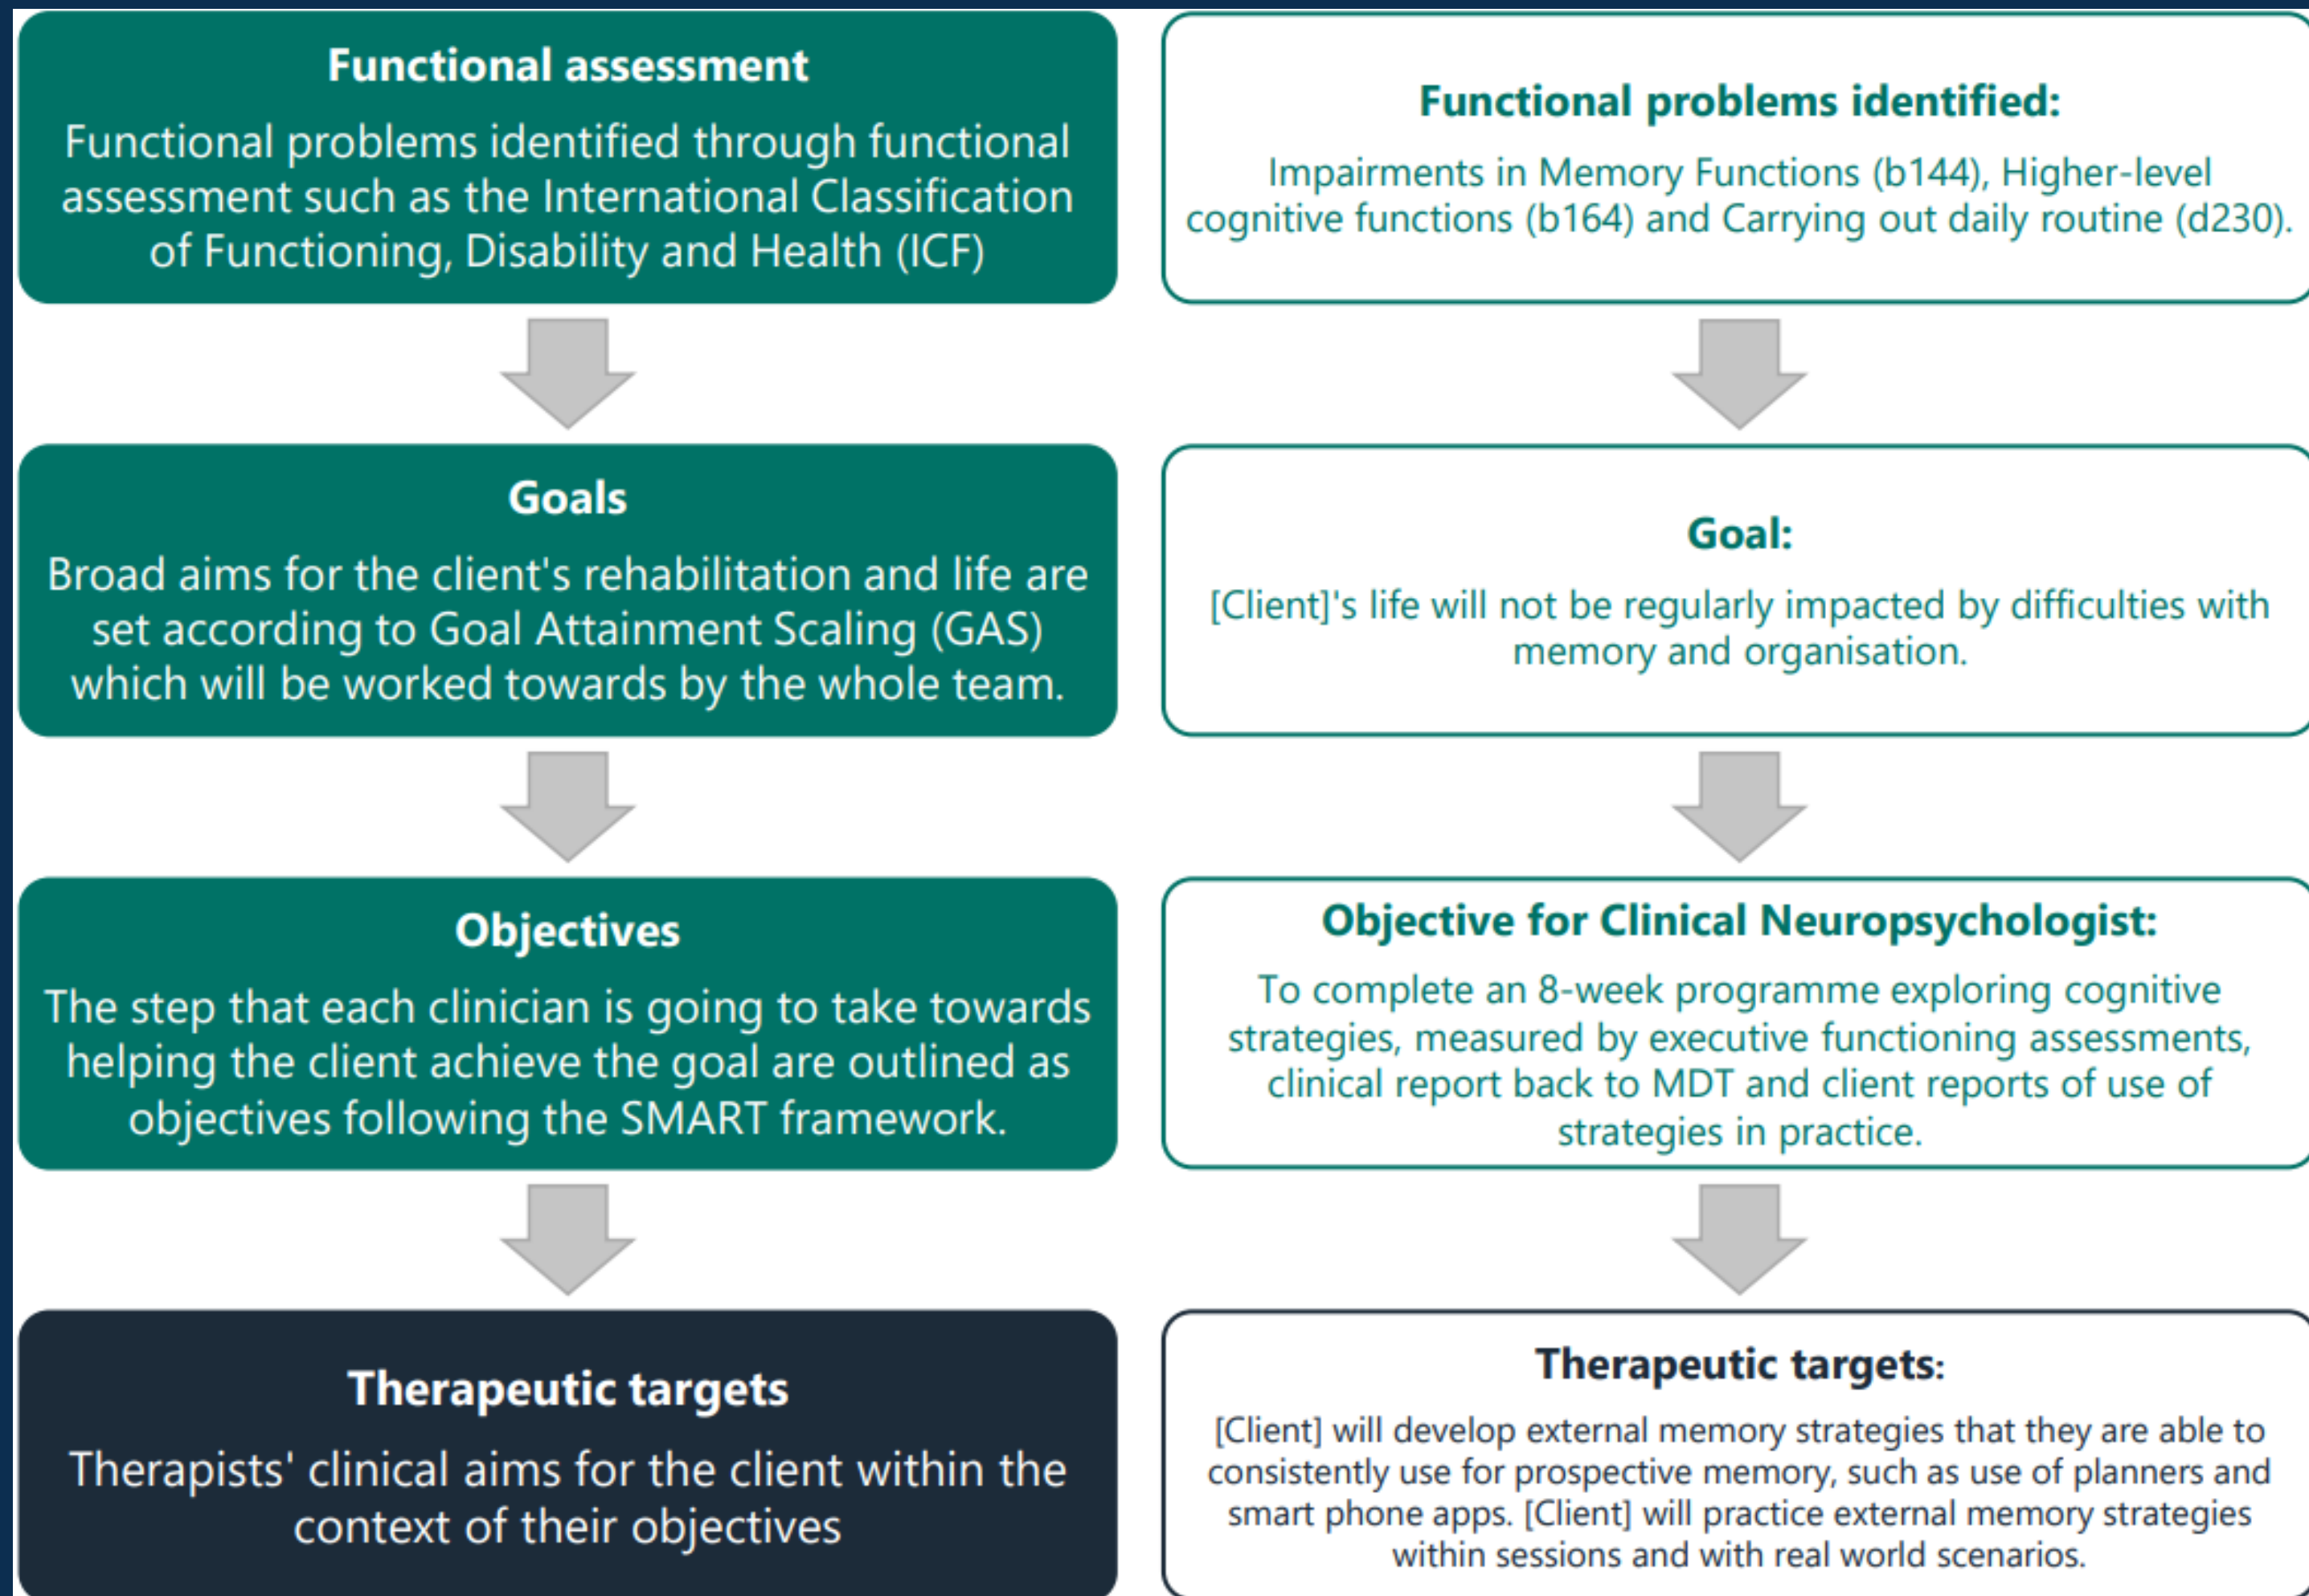 Functional assessment
Functional problems identified through functional
assessment such as the International Classification
of Functioning, Disability and Health (ICF)
Functional problems identified:
Impairments in Memory Functions (b144), Higher-level
cognitive functions (b164) and Carrying out daily routine (d230).
Goals
Broad aims for the client's rehabilitation and life are
set according to Goal Attainment Scaling (GAS)
which will be worked towards by the whole team.
Goal:
[Client]'s life will not be regularly impacted by difficulties with
memory and organisation.
Objectives
The step that each clinician is going to take towards
helping the client achieve the goal are outlined as
objectives following the SMART framework.
Objective for Clinical Neuropsychologist:
To complete an 8-week programme exploring cognitive
strategies, measured by executive functioning assessments,
clinical report back to MDT and client reports of use of
strategies in practice.
Therapeutic targets
Therapists' clinical aims for the client within the
context of their objectives
Therapeutic targets:
[Client] will develop external memory strategies that they are able to
consistently use for prospective memory, such as use of planners and
smart phone apps. [Client] will practice external memory strategies
within sessions and with real world scenarios.